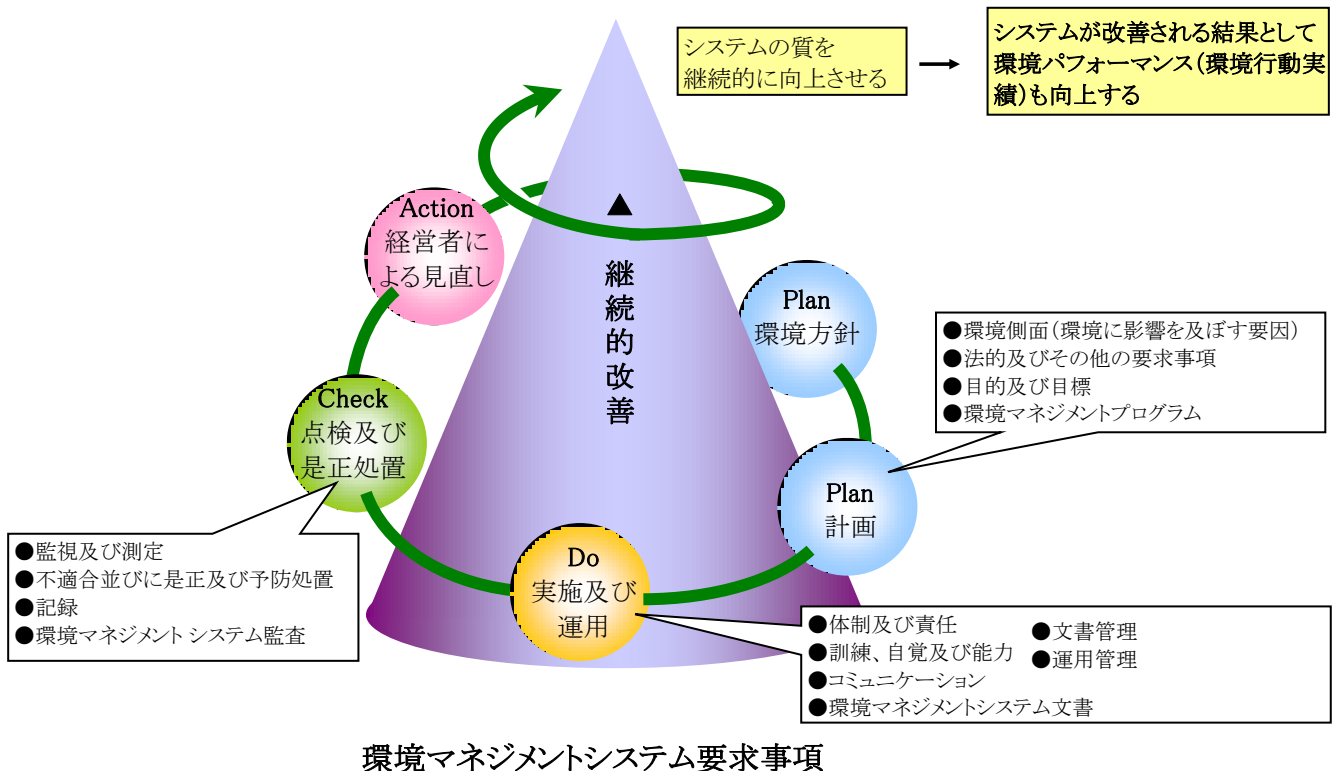 システムの質を
継続的に向上させる
システムが改善される結果として
環境パフォーマンス(環境行動実
績)も向上する
▲
継続的改善
Action
経営者に
よる見直し
Plan
環境方針
●環境側面(環境に影響を及ぼす要因)
●法的及びその他の要求事項
●目的及び目標
●環境マネジメントプログラム
Check
点検及び
是正処置
Plan
計画
●監視及び測定
●不適合並びに是正及び予防処置
●記録
●環境マネジメント システム監査
Do
実施及び
運用
●体制及び責任
●訓練、自覚及び能力
●コミュニケーション
●環境マネジメントシステム文書
●文書管理
●運用管理
環境マネジメントシステム要求事項